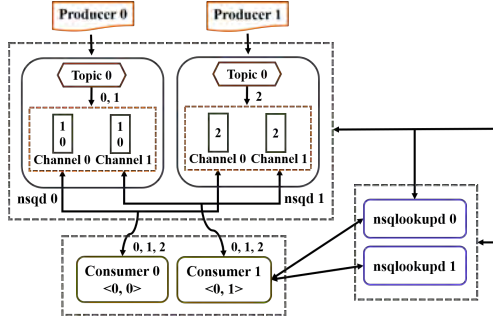 Producer 0
Producer 1
Topic 0
Topic 0
0, 1
2
1
0
1
0
2
2
Channel 0
Channel 1
Channel 0
Channel 1
nsqd 0
nsqd 1
0, 1, 2
0, 1, 2
Consumer 0
<0, 0>
Consumer 1
<0, 1>
nsqlookupd 0
nsqlookupd 1